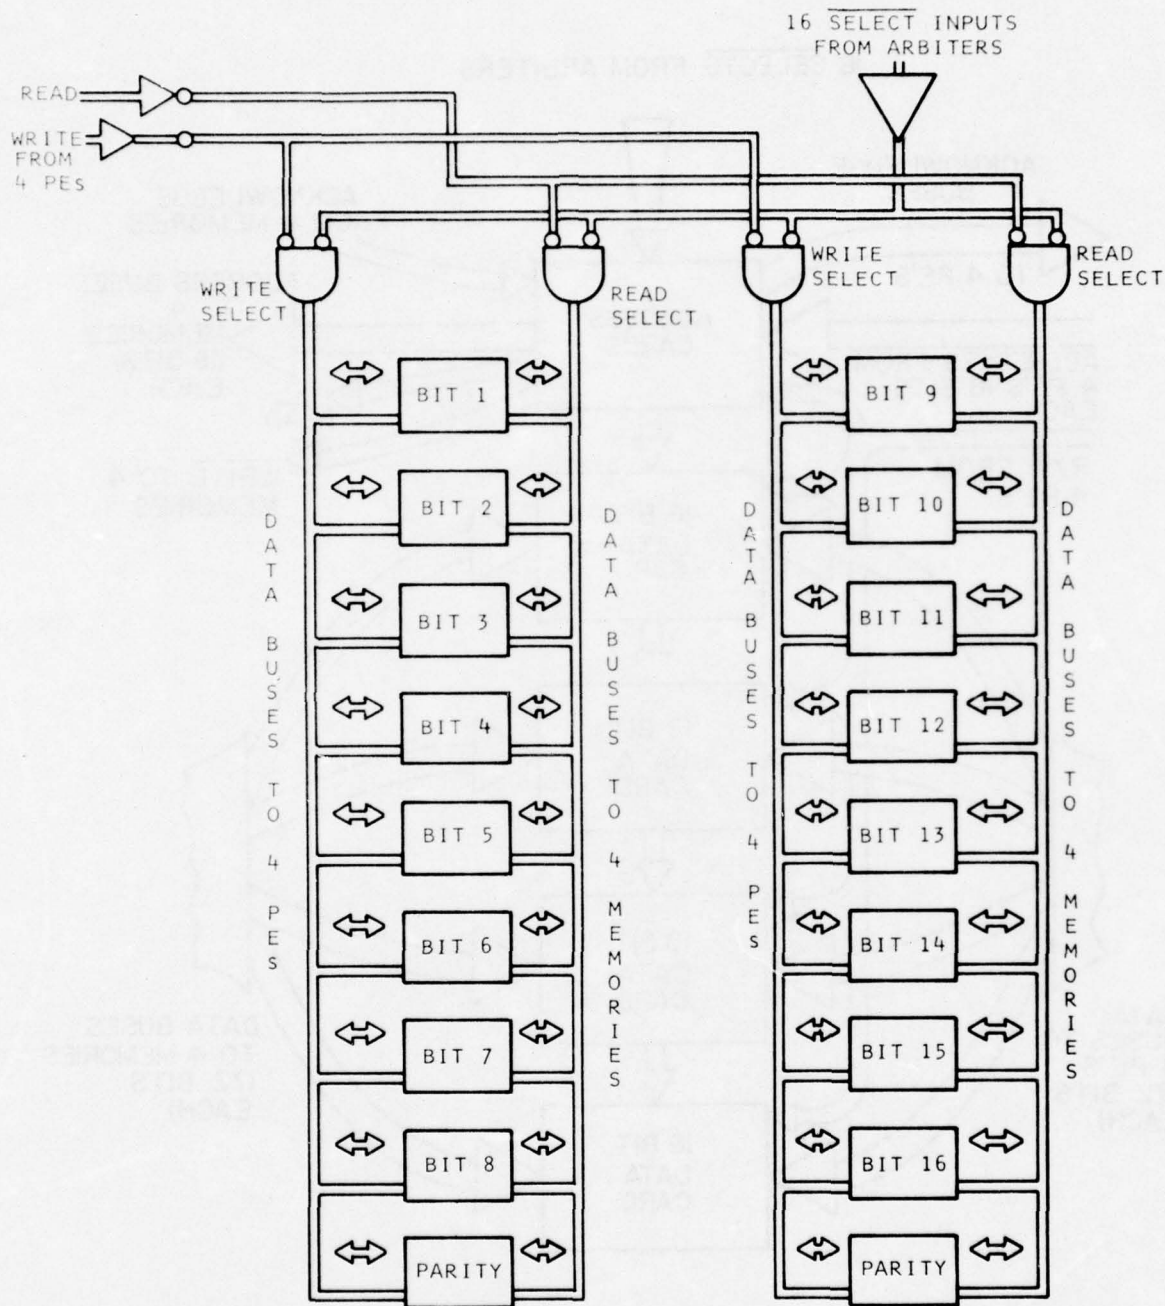 16 SELECT INPUTS
FROM ARBITERS
READ
WRITE
FROM
4 PEs
WRITE
SELECT
READ
SELECT
WRITE
SELECT
READ
SELECT
BIT 1
BIT 2
BIT 3
BIT 4
BIT 5
BIT 6
BIT 7
BIT 8
PARITY
DATA BUSES TO 4 PES
DATA BUSES TO 4 MEMORIES
BIT 9
BIT 10
BIT 11
BIT 12
BIT 13
BIT 14
BIT 15
BIT 16
PARITY
DATA BUSES TO 4 PES
DATA BUSES TO 4 MEMORIES